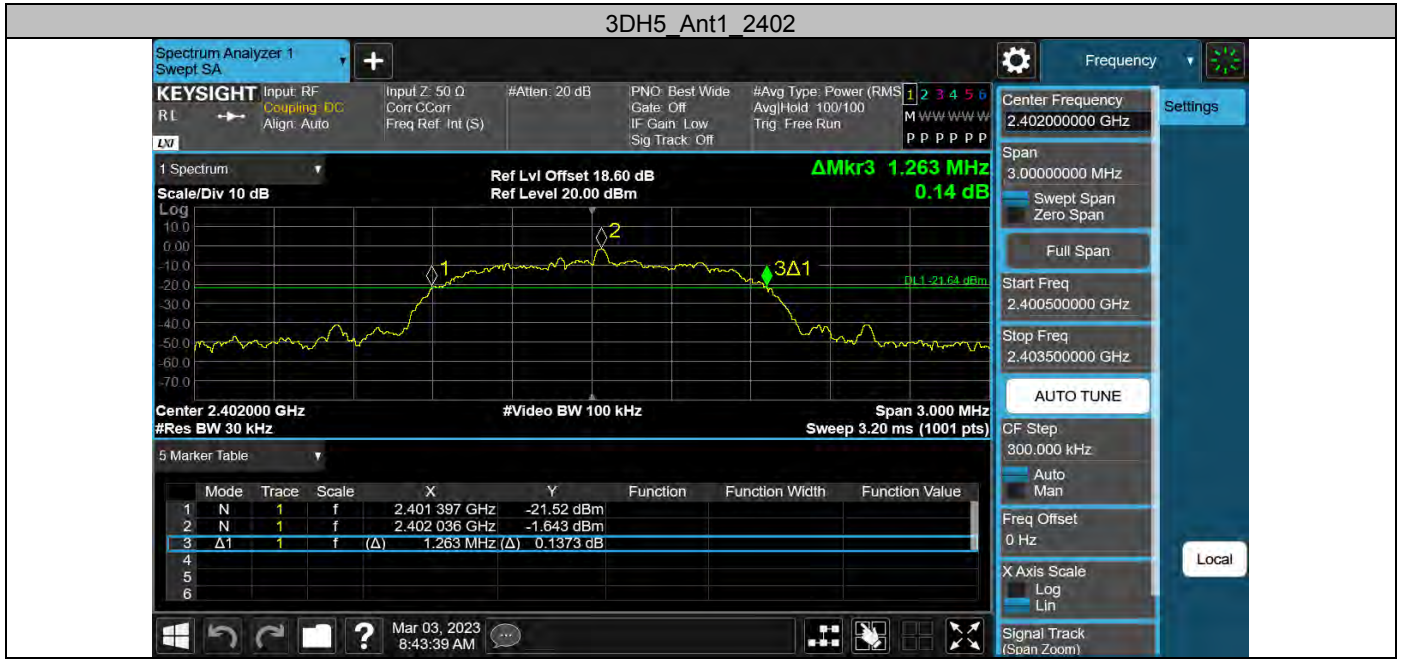 3DH5_Ant1_2402
Spectrum Analyzer 1
Swept SA
+
Frequency
KEYSIGHT
RL
LXI
Input: RF
Coupling: DC
Align: Auto
Input Z: 50 Ω
Corr CCorr
Freq Ref: Int (S)
#Atten: 20 dB
PNO: Best Wide
Gate: Off
IF Gain: Low
Sig Track: Off
#Avg Type: Power (RMS
Avg|Hold: 100/100
Trig: Free Run
1 2 3 4 5 6
M W W W W W
P P P P P P
Center Frequency
2.402000000 GHz
Settings
Span
3.00000000 MHz
Swept Span
Zero Span
Full Span
Start Freq
2.400500000 GHz
Stop Freq
2.403500000 GHz
AUTO TUNE
CF Step
300.000 kHz
Auto
Man
Freq Offset
0 Hz
X Axis Scale
Log
Lin
Signal Track
(Span Zoom)
Local
1 Spectrum
Scale/Div 10 dB
Log
Ref Lvl Offset 18.60 dB
Ref Level 20.00 dBm
ΔMkr3 1.263 MHz
0.14 dB
10.0
0.00
-10.0
-20.0
-30.0
-40.0
-50.0
-60.0
-70.0
1
2
3Δ1
DL1 -21.64 dBm
Center 2.402000 GHz
#Res BW 30 kHz
#Video BW 100 kHz
Span 3.000 MHz
Sweep 3.20 ms (1001 pts)
5 Marker Table
Mode Trace Scale X Y Function Function Width Function Value
1 N 1 f 2.401 397 GHz -21.52 dBm
2 N 1 f 2.402 036 GHz -1.643 dBm
3 Δ1 1 f (Δ) 1.263 MHz (Δ) 0.1373 dB
4
5
6
?
Mar 03, 2023
8:43:39 AM